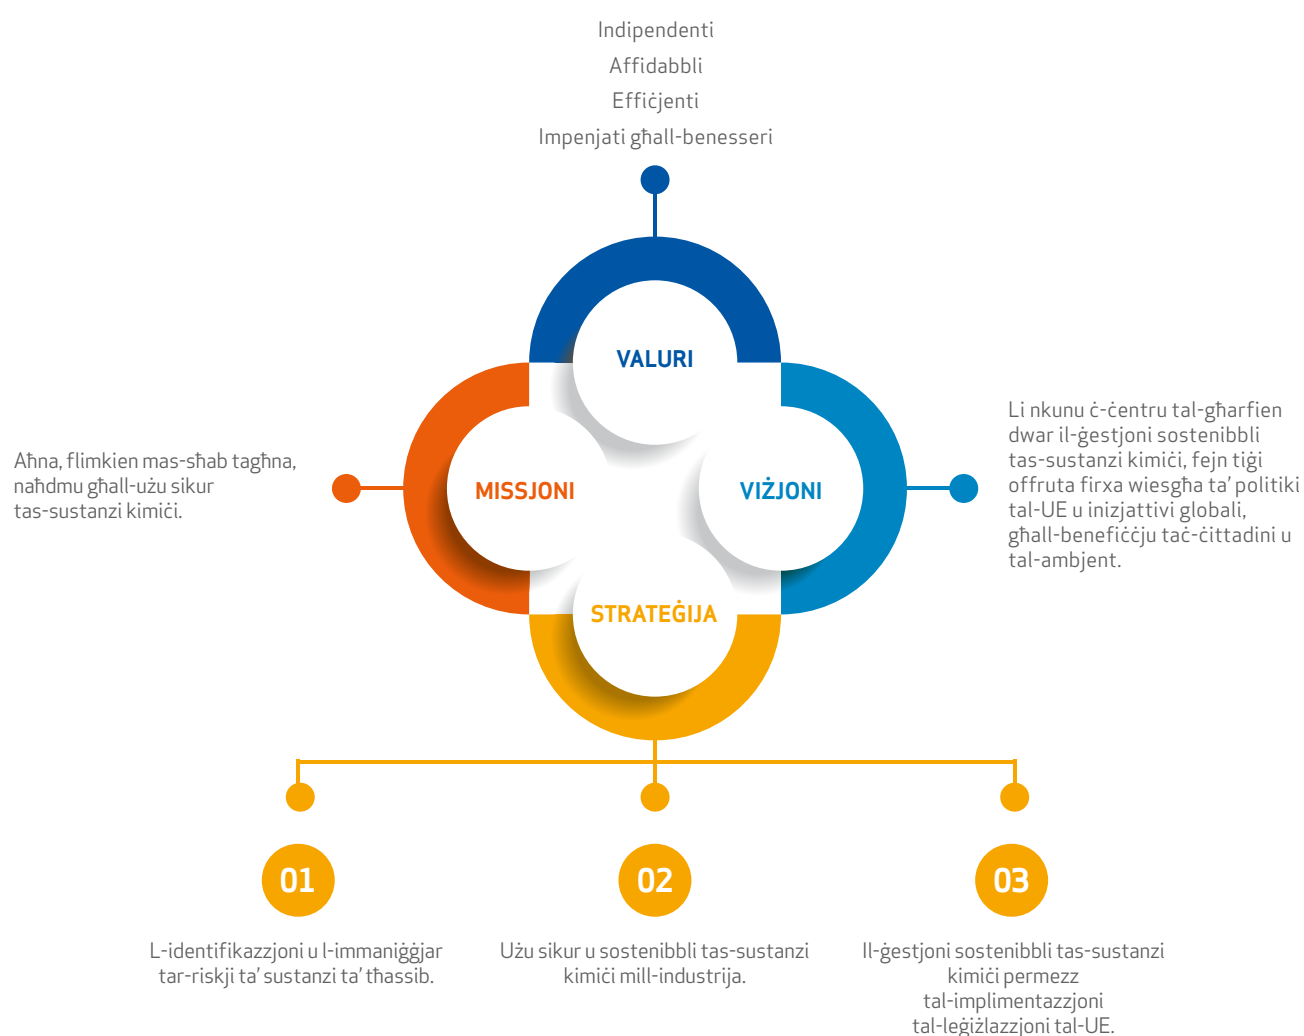 Indipendenti
Affidabbli
Effiċjenti
Impenjati għall-benesseri
VALURI
MISSJONI
VIŻJONI
STRATEĠIJA
Aħna, flimkien mas-sħab tagħna,
naħdmu għall-użu sikur
tas-sustanzi kimiċi.
Li nkunu ċ-ċentru tal-għarfien
dwar il-ġestjoni sostenibbli
tas-sustanzi kimiċi, fejn tiġi
offruta firxa wiesgħa ta’ politiki
tal-UE u inizjattivi globali,
għall-benefiċċju taċ-ċittadini u
tal-ambjent.
01
L-identifikazzjoni u l-immaniġġjar
tar-riskji ta’ sustanzi ta’ tħassib.
02
Użu sikur u sostenibbli tas-sustanzi
kimiċi mill-industrija.
03
Il-ġestjoni sostenibbli tas-sustanzi
kimiċi permezz
tal-implimentazzjoni
tal-leġiżlazzjoni tal-UE.